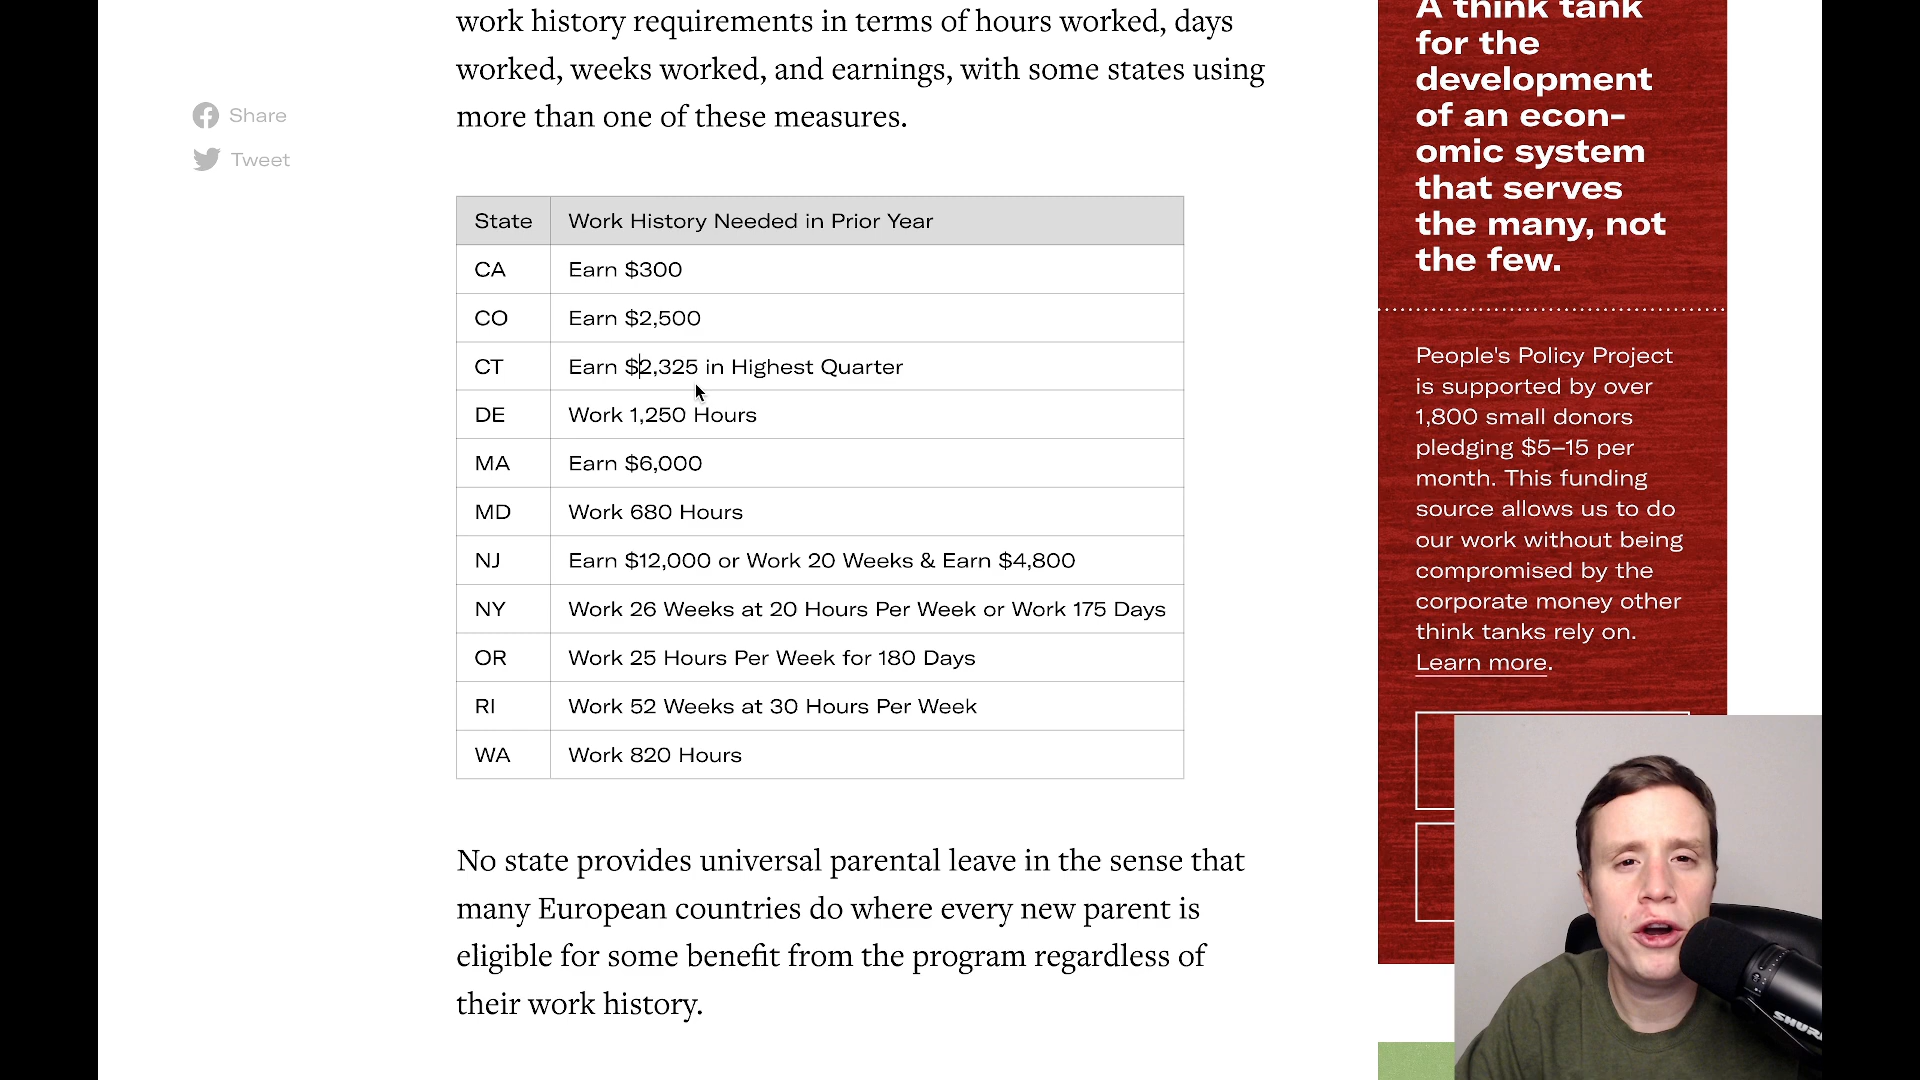 work history requirements in terms of hours worked, days
worked, weeks worked, and earnings, with some states using
more than one of these measures.
Share
Tweet
State Work History Needed in Prior Year
CA Earn $300
CO Earn $2,500
CT Earn $2,325 in Highest Quarter
DE Work 1,250 Hours
MA Earn $6,000
MD Work 680 Hours
NJ Earn $12,000 or Work 20 Weeks & Earn $4,800
NY Work 26 Weeks at 20 Hours Per Week or Work 175 Days
OR Work 25 Hours Per Week for 180 Days
RI Work 52 Weeks at 30 Hours Per Week
WA Work 820 Hours
No state provides universal parental leave in the sense that
many European countries do where every new parent is
eligible for some benefit from the program regardless of
their work history.
A think tank
for the
development
of an econ-
omic system
that serves
the many, not
the few.
People's Policy Project
is supported by over
1,800 small donors
pledging $5–15 per
month. This funding
source allows us to do
our work without being
compromised by the
corporate money other
think tanks rely on.
Learn more.
SHURE